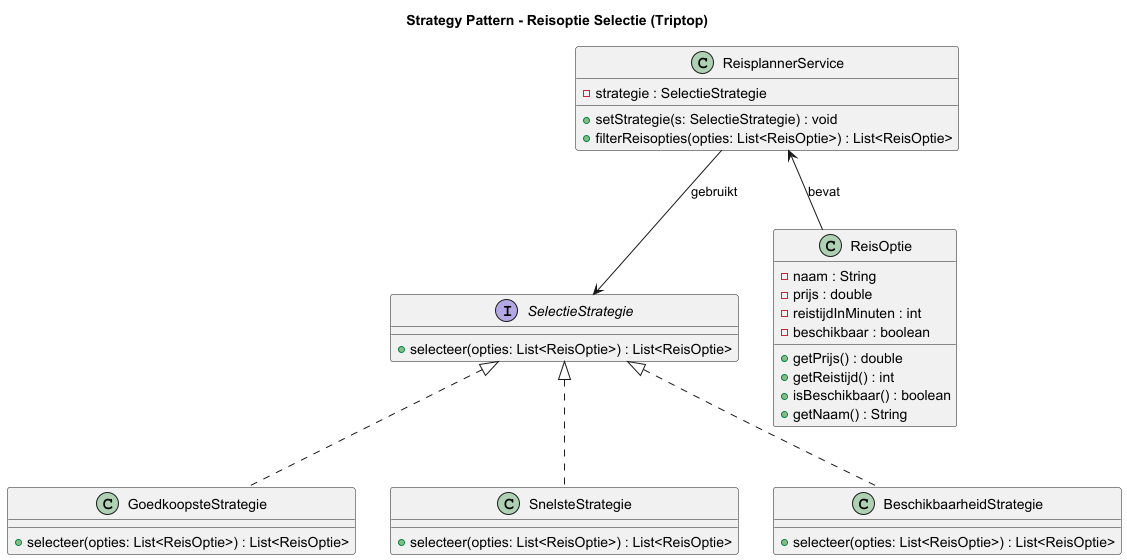 Strategy Pattern - Reisoptie Selectie (Triptop)
C ReisplannerService
strategie : SelectieStrategie
setStrategie(s: SelectieStrategie) : void
filterReisopties(opties: List<ReisOptie>) : List<ReisOptie>
gebruikt
bevat
C ReisOptie
naam : String
prijs : double
reistijdInMinuten : int
beschikbaar : boolean
getPrijs() : double
getReistijd() : int
isBeschikbaar() : boolean
getNaam() : String
I SelectieStrategie
selecteer(opties: List<ReisOptie>) : List<ReisOptie>
C GoedkoopsteStrategie
selecteer(opties: List<ReisOptie>) : List<ReisOptie>
C SnelsteStrategie
selecteer(opties: List<ReisOptie>) : List<ReisOptie>
C BeschikbaarheidStrategie
selecteer(opties: List<ReisOptie>) : List<ReisOptie>